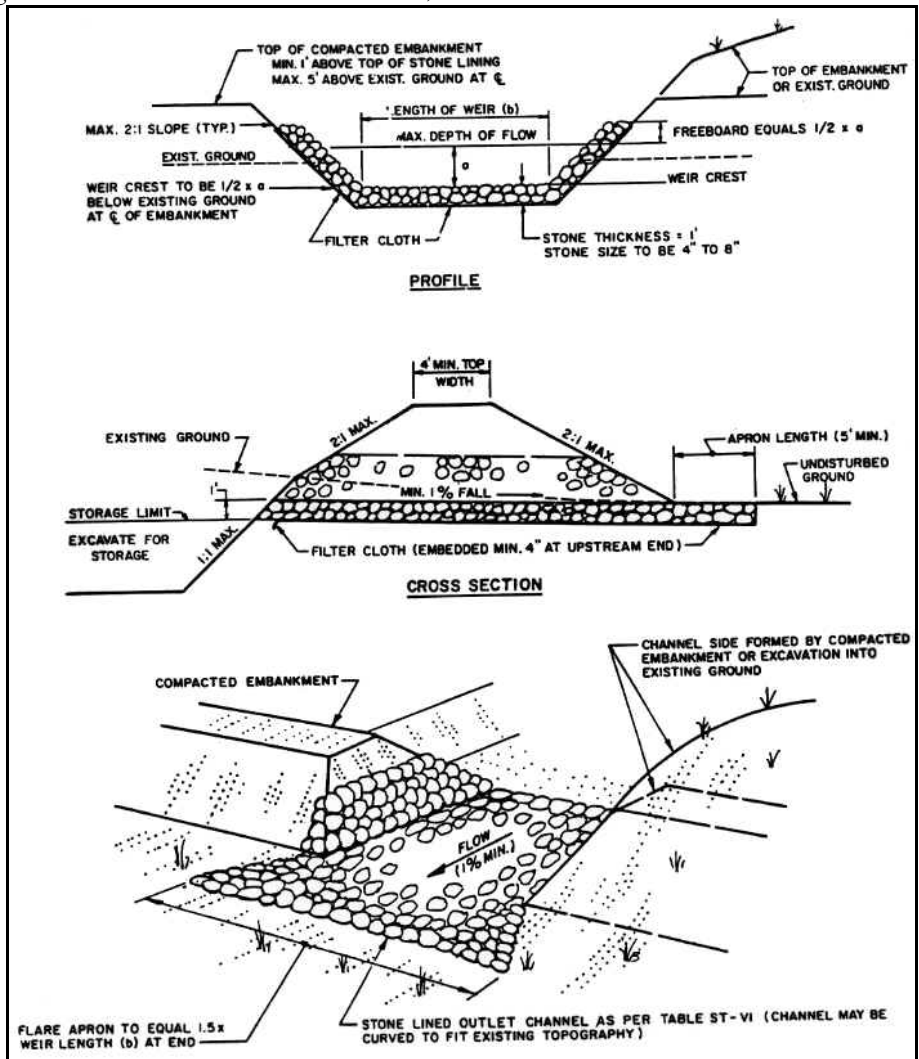 TOP OF COMPACTED EMBANKMENT
MIN. 1' ABOVE TOP OF STONE LINING
MAX. 5' ABOVE EXIST. GROUND AT ℄
TOP OF EMBANKMENT
OR EXIST. GROUND
LENGTH OF WEIR (b)
MAX. 2:1 SLOPE (TYP.)
MAX. DEPTH OF FLOW
FREEBOARD EQUALS 1/2 x a
EXIST. GROUND
a
WEIR CREST TO BE 1/2 x a
BELOW EXISTING GROUND
AT ℄ OF EMBANKMENT
WEIR CREST
FILTER CLOTH
STONE THICKNESS = 1'
STONE SIZE TO BE 4" TO 8"
PROFILE
4' MIN. TOP
WIDTH
EXISTING GROUND
2:1 MAX.
2:1 MAX.
APRON LENGTH (5' MIN.)
UNDISTURBED
GROUND
1'
MIN. 1% FALL
STORAGE LIMIT
EXCAVATE FOR
STORAGE
1:1 MAX.
FILTER CLOTH (EMBEDDED MIN. 4" AT UPSTREAM END)
CROSS SECTION
CHANNEL SIDE FORMED BY COMPACTED
EMBANKMENT OR EXCAVATION INTO
EXISTING GROUND
COMPACTED EMBANKMENT
FLOW
(1% MIN.)
FLARE APRON TO EQUAL 1.5x
WEIR LENGTH (b) AT END
STONE LINED OUTLET CHANNEL AS PER TABLE ST-VI (CHANNEL MAY BE
CURVED TO FIT EXISTING TOPOGRAPHY)